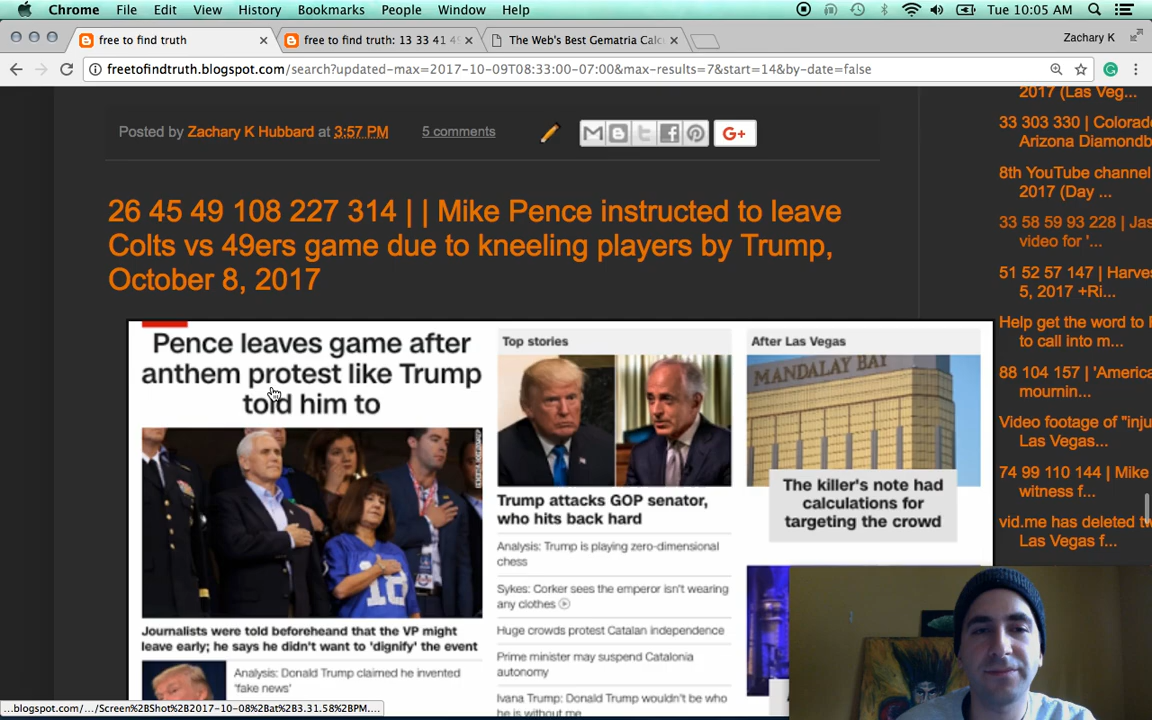 Chrome File Edit View History Bookmarks People Window Help Tue 10:05 AM
free to find truth
free to find truth: 13 33 41 4
The Web's Best Gematria Calc
Zachary K
freetofindtruth.blogspot.com/search?updated-max=2017-10-09T08:33:00-07:00&max-results=7&start=14&by-date=false
Posted by Zachary K Hubbard at 3:57 PM 5 comments
G+
26 45 49 108 227 314 | | Mike Pence instructed to leave
Colts vs 49ers game due to kneeling players by Trump,
October 8, 2017
Pence leaves game after
anthem protest like Trump
told him to
18
Journalists were told beforehend that the VP might
leave early; he says he didn't want to 'dignify' the event
Analysis: Donald Trump claimed he invented
'fake news'
Top stories
Trump attacks GOP senator,
who hits back hard
Analysis: Trump is playing zero-dimensional
chess
Sykes: Corker sees the emperor isn't wearing
any clothes
Huge crowds protest Catalan independence
Prime minister may suspend Catalonia
autonomy
Ivana Trump: Donald Trump wouldn't be who
he is without me
After Las Vegas
MANDALAY BAY
The killer's note had
calculations for
targeting the crowd
2017 (Las Veg...
33 303 330 | Colorado
Arizona Diamondb
8th YouTube channel
2017 (Day ...
33 58 59 93 228 | Jas
video for '...
51 52 57 147 | Harves
5, 2017 +Ri...
Help get the word to
to call into m...
88 104 157 | 'America
mournin...
Video footage of "inju
Las Vegas...
74 99 110 144 | Mike
witness f...
vid.me has deleted tw
Las Vegas f...
...blogspot.com/.../Screen%2BShot%2B2017-10-08%2Bat%2B3.31.58%2BPM....